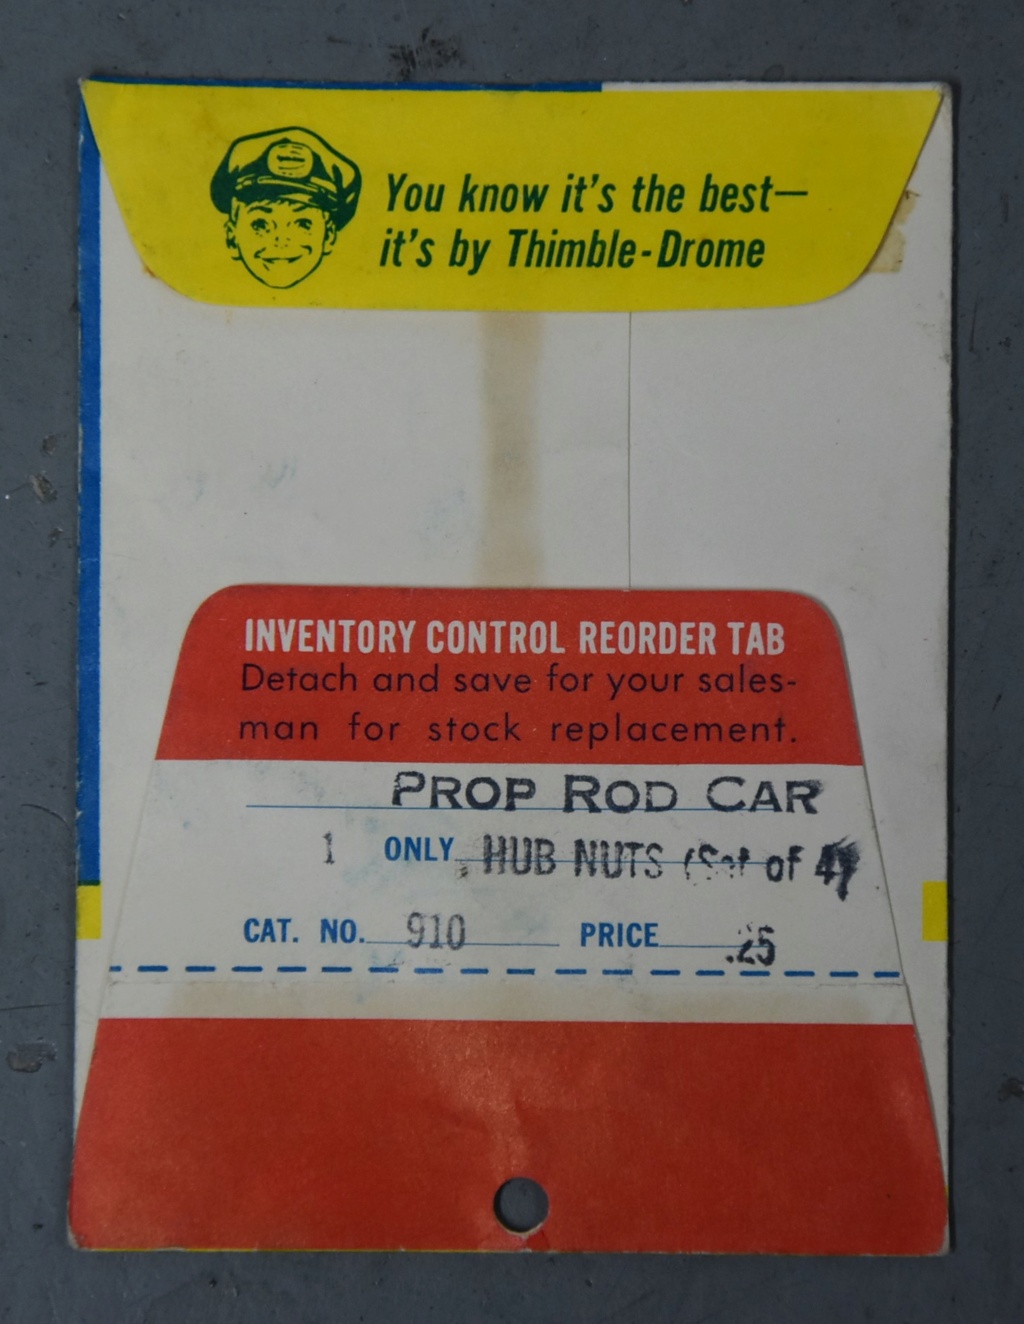 You know it's the best—
it's by Thimble-Drome
INVENTORY CONTROL REORDER TAB
Detach and save for your sales-
man for stock replacement.
PROP ROD CAR
1 ONLY HUB NUTS (Set of 4)
CAT. NO. 910 PRICE .25